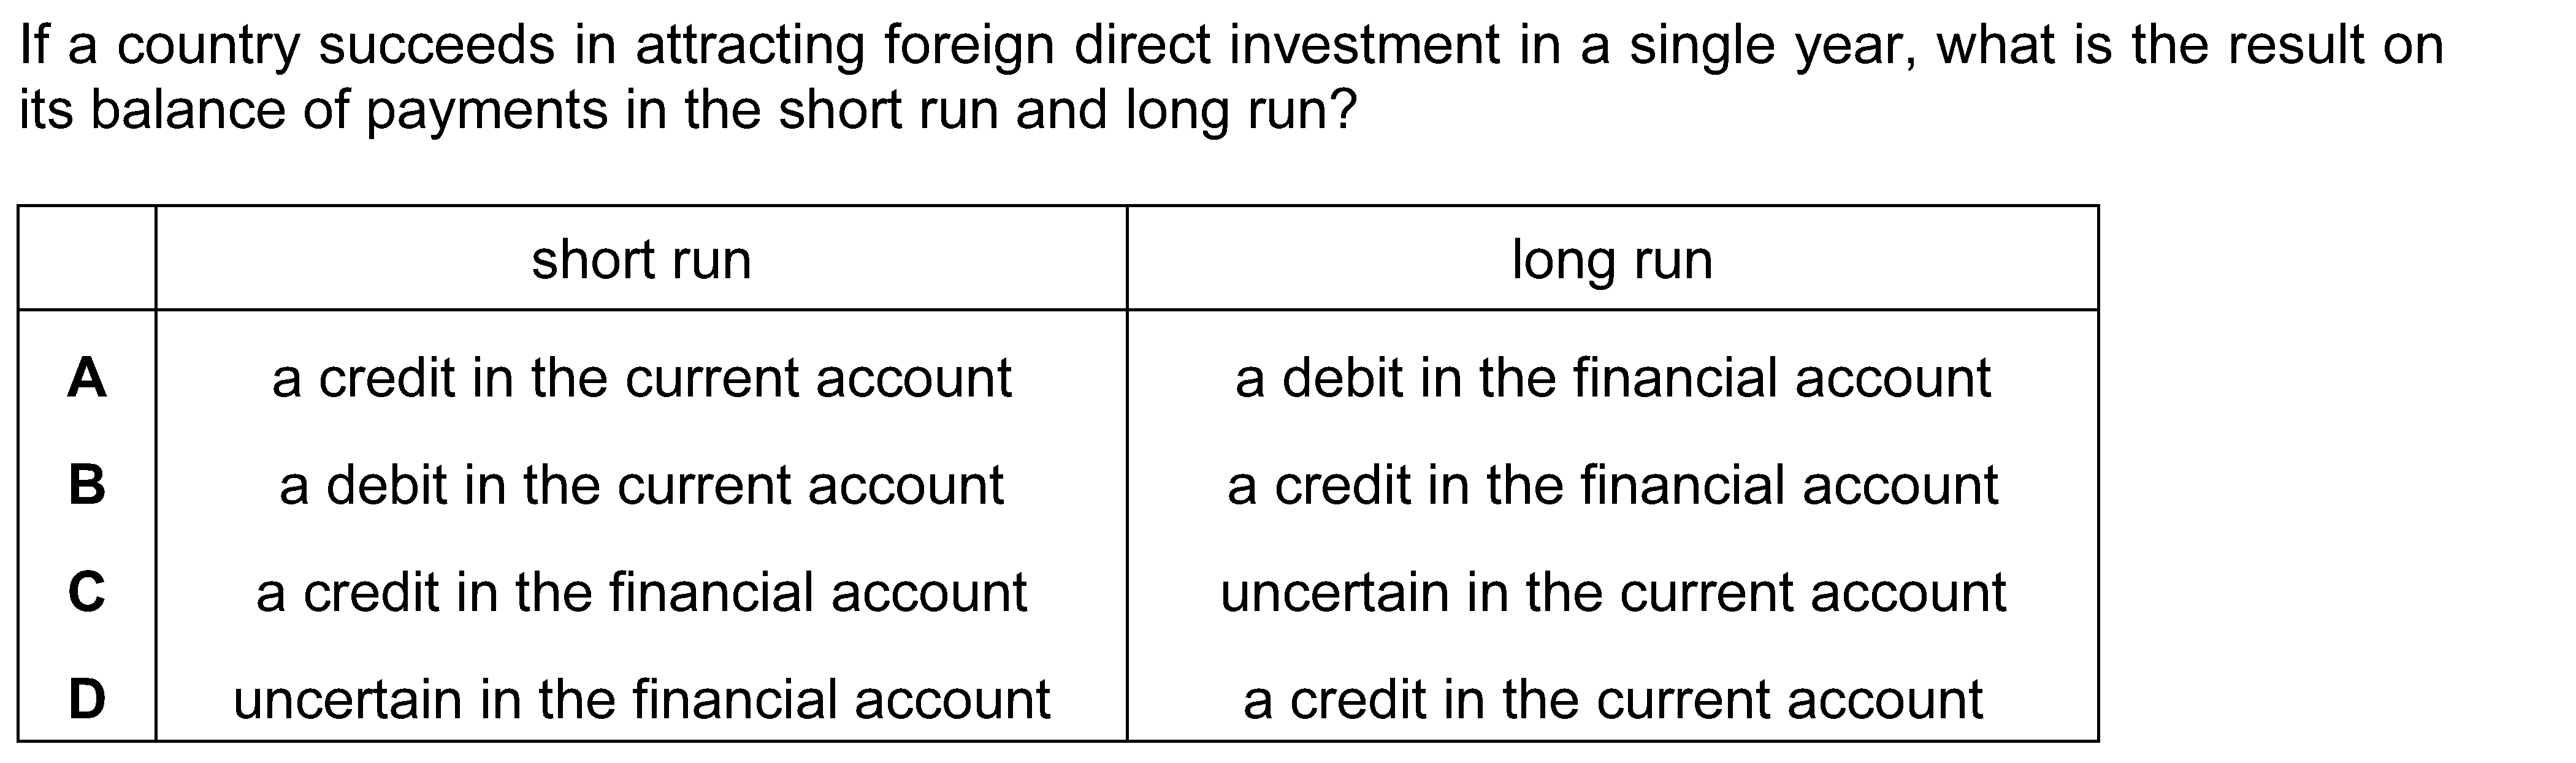 If a country succeeds in attracting foreign direct investment in a single year, what is the result on
its balance of payments in the short run and long run?
short run long run
A a credit in the current account a debit in the financial account
B a debit in the current account a credit in the financial account
C a credit in the financial account uncertain in the current account
D uncertain in the financial account a credit in the current account